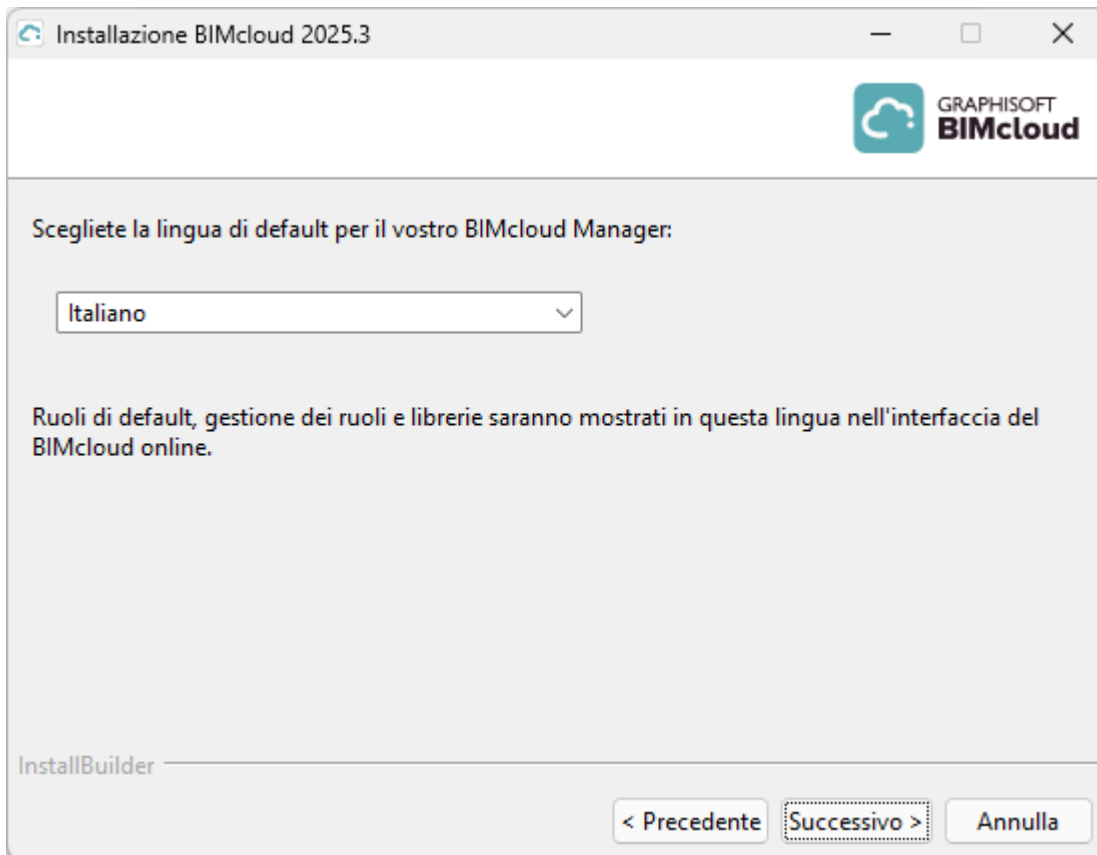 Installazione BIMcloud 2025.3
GRAPHISOFT
BIMcloud
Scegliete la lingua di default per il vostro BIMcloud Manager:
Italiano
Ruoli di default, gestione dei ruoli e librerie saranno mostrati in questa lingua nell'interfaccia del
BIMcloud online.
InstallBuilder
< Precedente
Successivo >
Annulla